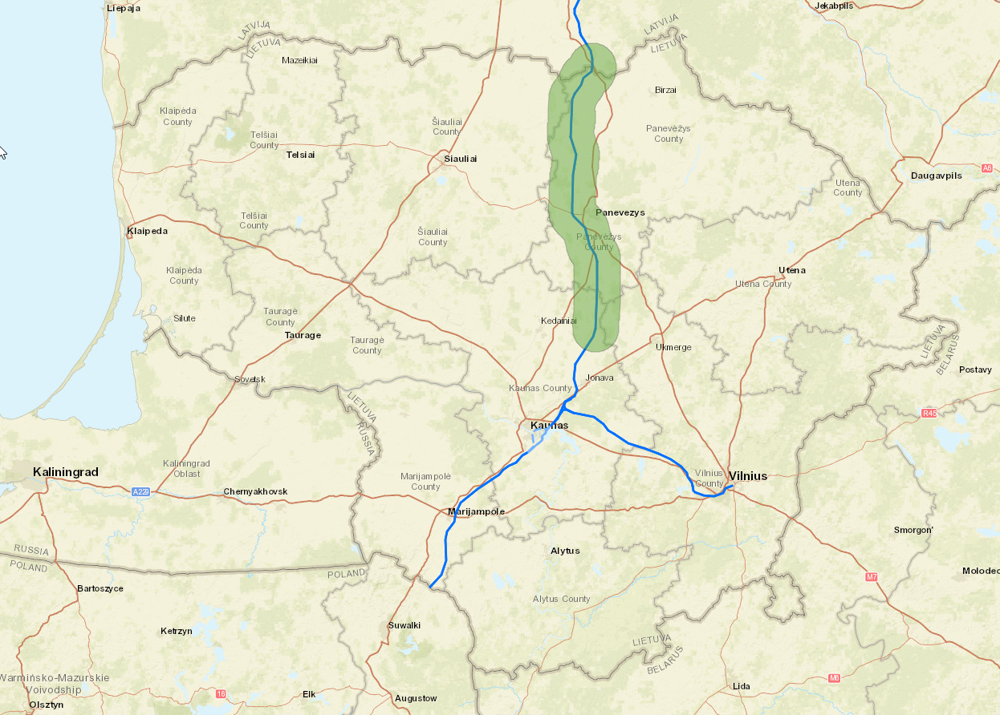 Liepaja
Jekabpils
LATVIJA
LIETUVA
LATVIJA
LIETUVA
Mazeikiai
Birzai
Klaipėda
County
Šiauliai
County
Panevėžys
County
Telšiai
County
Telsiai
Siauliai
A6
Daugavpils
Utena
County
Panevezys
Telšiai
County
Klaipeda
Šiauliai
County
Panevėžys
County
Klaipėda
County
Utena
Utena County
Tauragė
County
Silute
Kedainiai
Taurage
Tauragė
County
Ukmerge
LIETUVA
BELARUS
Postavy
Sovetsk
Jonava
Kaunas County
LIETUVA
RUSSIA
R45
Kaunas
Kaliningrad
Kaliningrad
Oblast
Marijampolė
County
Vilnius
County
Vilnius
A229
Chernyakhovsk
Marijampole
Smorgon'
RUSSIA
POLAND
POLAND
Alytus
M7
Molodec
Bartoszyce
Alytus County
Suwalki
Ketrzyn
LIETUVA
BELARUS
Warmińsko-Mazurskie
Voivodship
M6
Lida
16
Elk
Augustow
Olsztyn